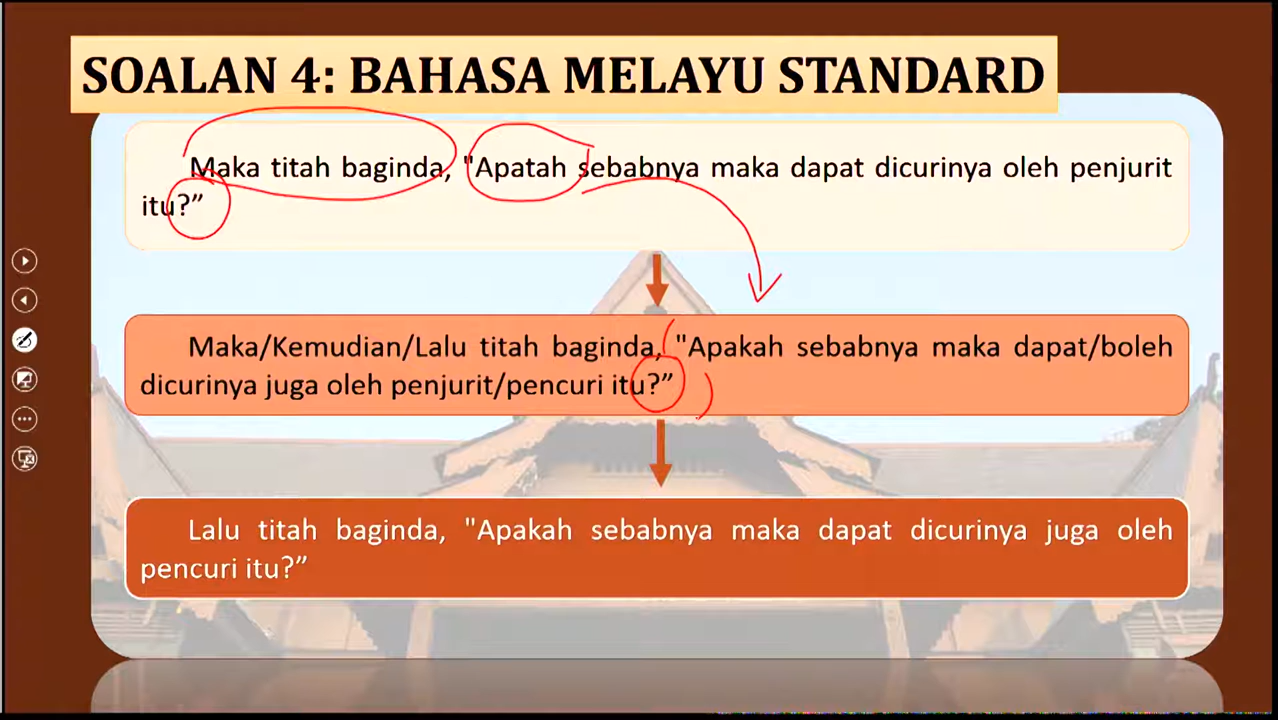 SOALAN 4: BAHASA MELAYU STANDARD
Maka titah baginda, "Apatah sebabnya maka dapat dicurinya oleh penjurit
itu?”
Maka/Kemudian/Lalu titah baginda, "Apakah sebabnya maka dapat/boleh
dicurinya juga oleh penjurit/pencuri itu?”
Lalu titah baginda, "Apakah sebabnya maka dapat dicurinya juga oleh
pencuri itu?”